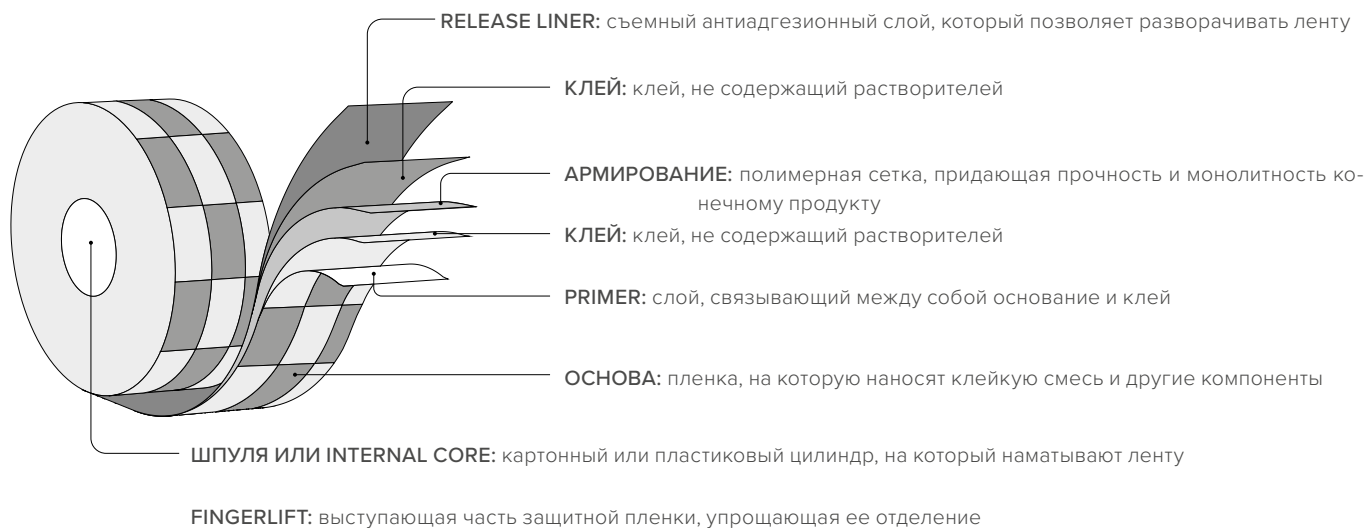 RELEASE LINER: съемный антиадгезионный слой, который позволяет разворачивать ленту
КЛЕЙ: клей, не содержащий растворителей
АРМИРОВАНИЕ: полимерная сетка, придающая прочность и монолитность ко-
нечному продукту
КЛЕЙ: клей, не содержащий растворителей
PRIMER: слой, связывающий между собой основание и клей
ОСНОВА: пленка, на которую наносят клейкую смесь и другие компоненты
ШПУЛЯ ИЛИ INTERNAL CORE: картонный или пластиковый цилиндр, на который наматывают ленту
FINGERLIFT: выступающая часть защитной пленки, упрощающая ее отделение